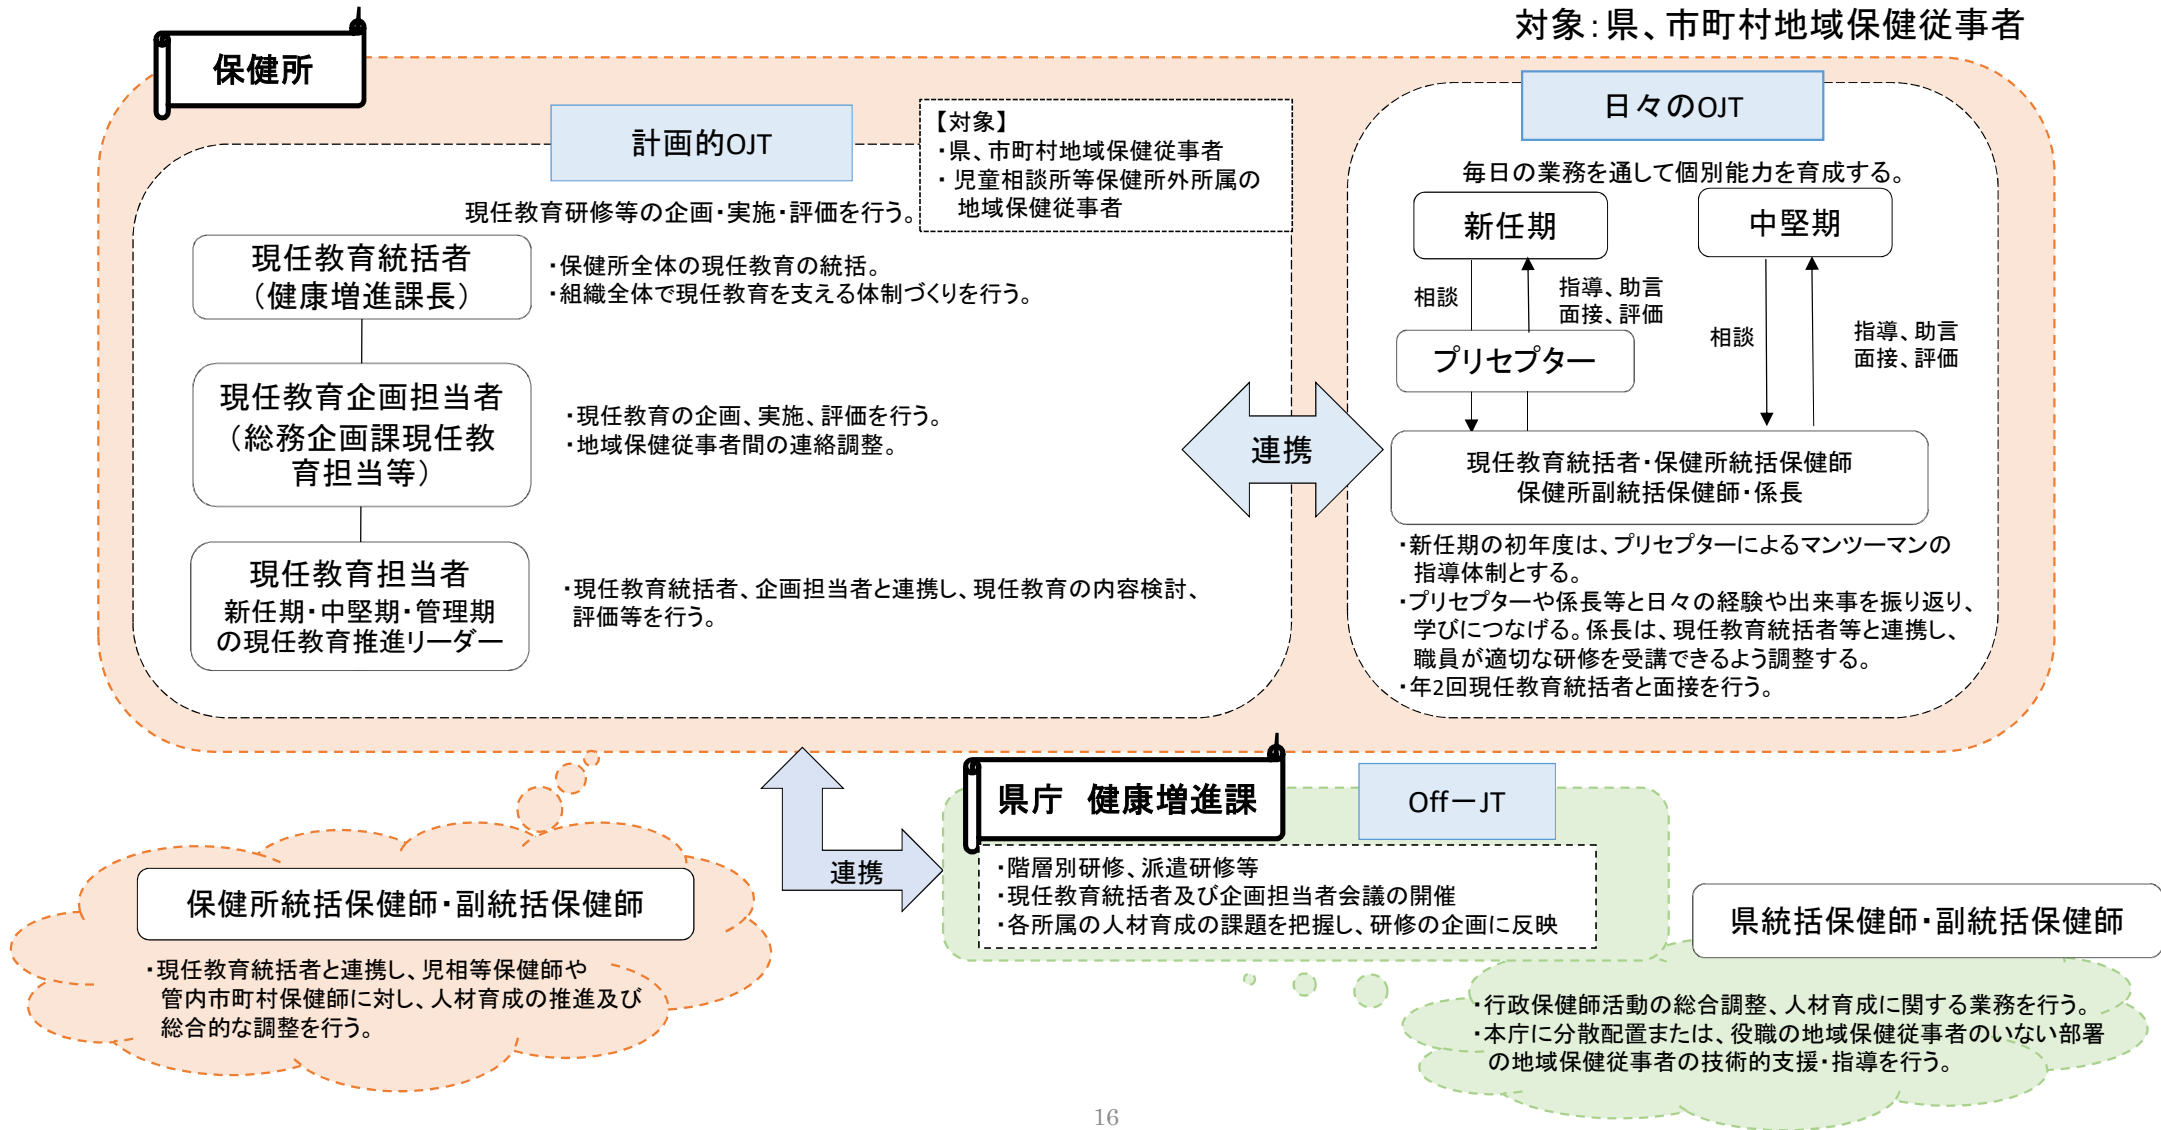 対象：県、市町村地域保健従事者
保健所
計画的OJT
【対象】
・県、市町村地域保健従事者
・児童相談所等保健所外所属の
地域保健従事者
現任教育研修等の企画・実施・評価を行う。
現任教育統括者
（健康増進課長）
・保健所全体の現任教育の統括。
・組織全体で現任教育を支える体制づくりを行う。
現任教育企画担当者
（総務企画課現任教
育担当等）
・現任教育の企画、実施、評価を行う。
・地域保健従事者間の連絡調整。
現任教育担当者
新任期・中堅期・管理期
の現任教育推進リーダー
・現任教育統括者、企画担当者と連携し、現任教育の内容検討、
評価等を行う。
連携
日々のOJT
毎日の業務を通して個別能力を育成する。
新任期
中堅期
相談
指導、助言
面接、評価
プリセプター
相談
指導、助言
面接、評価
現任教育統括者・保健所統括保健師
保健所副統括保健師・係長
・新任期の初年度は、プリセプターによるマンツーマンの
指導体制とする。
・プリセプターや係長等と日々の経験や出来事を振り返り、
学びにつなげる。係長は、現任教育統括者等と連携し、
職員が適切な研修を受講できるよう調整する。
・年2回現任教育統括者と面接を行う。
連携
県庁　健康増進課
Off－JT
・階層別研修、派遣研修等
・現任教育統括者及び企画担当者会議の開催
・各所属の人材育成の課題を把握し、研修の企画に反映
保健所統括保健師・副統括保健師
・現任教育統括者と連携し、児相等保健師や
管内市町村保健師に対し、人材育成の推進及び
総合的な調整を行う。
県統括保健師・副統括保健師
・行政保健師活動の総合調整、人材育成に関する業務を行う。
・本庁に分散配置または、役職の地域保健従事者のいない部署
の地域保健従事者の技術的支援・指導を行う。
16